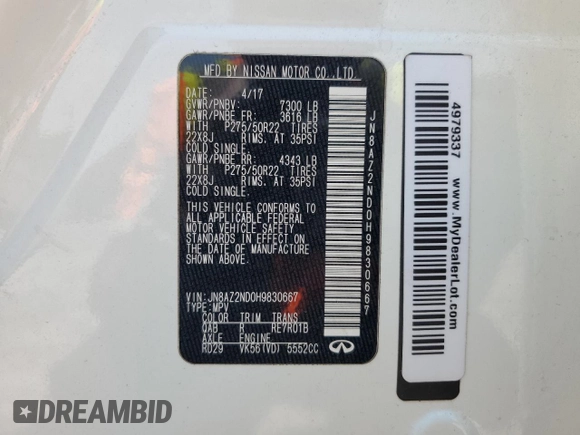 MFD BY NISSAN MOTOR CO.,LTD.
DATE: 4/17
GVWR/PNBV: 7300 LB
GAWR/PNBE FR: 3616 LB
WITH P275/50R22 TIRES
22X8J RIMS. AT 35PSI
COLD SINGLE.
GAWR/PNBE RR: 4343 LB
WITH P275/50R22 TIRES
22X8J RIMS. AT 35PSI
COLD SINGLE.
THIS VEHICLE CONFORMS TO
ALL APPLICABLE FEDERAL
MOTOR VEHICLE SAFETY
STANDARDS IN EFFECT ON
THE DATE OF MANUFACTURE
SHOWN ABOVE.
VIN:JN8AZ2ND0H9830667
TYPE:MPV
COLOR TRIM TRANS
QAB R RE7R01B
AXLE ENGINE
RD29 VK56(VD) 5552CC
INFINITI
JN8AZ2ND0H9830667
4979337
www.MyDealerLot.com
DREAMBID